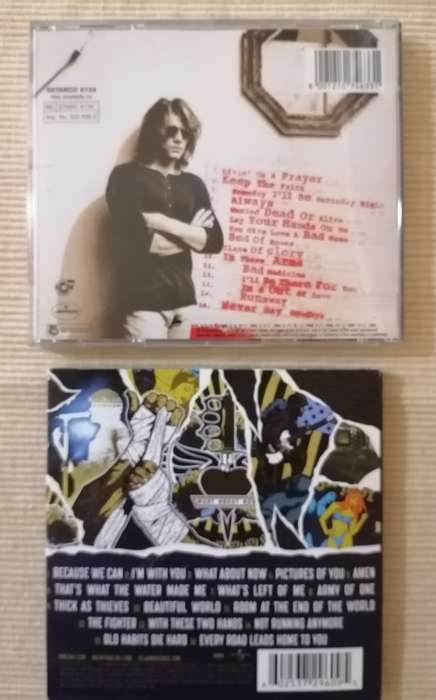 Livin' On A Prayer
Keep The Faith
Someday I'll Be Saturday Night
Always
Wanted Dead Or Alive
Lay Your Hands On Me
You Give Love A Bad Name
Bed Of Roses
Blaze Of Glory
In These Arms
Bad Medicine
I'll Be There For You
In & Out Of Love
Runaway
Never Say Goodbye
WHAT ABOUT NOW
BECAUSE WE CAN I'M WITH YOU WHAT ABOUT NOW PICTURES OF YOU AMEN
THAT'S WHAT THE WATER MADE ME WHAT'S LEFT OF ME ARMY OF ONE
THICK AS THIEVES BEAUTIFUL WORLD ROOM AT THE END OF THE WORLD
THE FIGHTER WITH THESE TWO HANDS NOT RUNNING ANYMORE
OLD HABITS DIE HARD EVERY ROAD LEADS HOME TO YOU